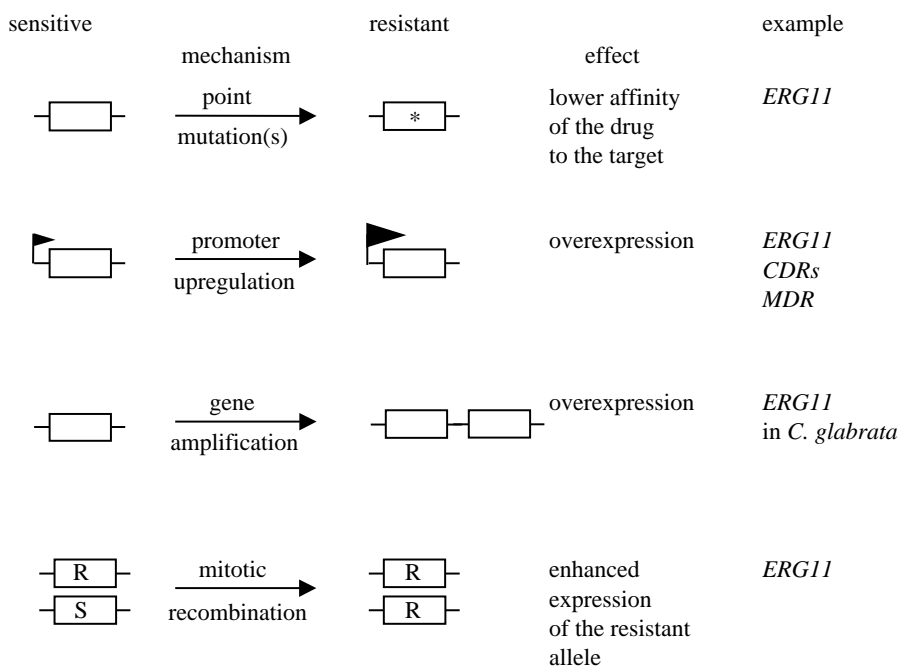 sensitive resistant example
mechanism effect
point lower affinity ERG11
mutation(s) * of the drug
to the target
promoter overexpression ERG11
upregulation CDRs
MDR
gene overexpression ERG11
amplification in C. glabrata
R mitotic R enhanced ERG11
S recombination R expression
of the resistant
allele